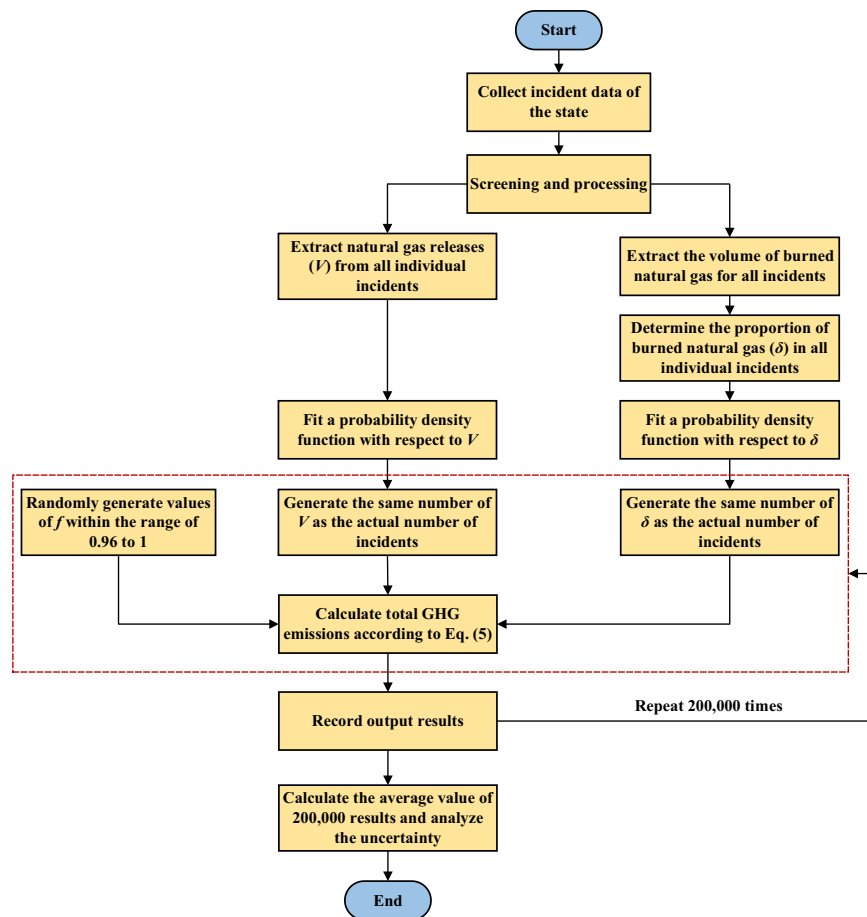 Start
Collect incident data of
the state
Screening and processing
Extract natural gas releases
(V) from all individual
incidents
Extract the volume of burned
natural gas for all incidents
Determine the proportion of
burned natural gas (δ) in all
individual incidents
Fit a probability density
function with respect to V
Fit a probability density
function with respect to δ
Randomly generate values
of f within the range of
0.96 to 1
Generate the same number of
V as the actual number of
incidents
Generate the same number of
δ as the actual number of
incidents
Calculate total GHG
emissions according to Eq. (5)
Record output results
Repeat 200,000 times
Calculate the average value of
200,000 results and analyze
the uncertainty
End